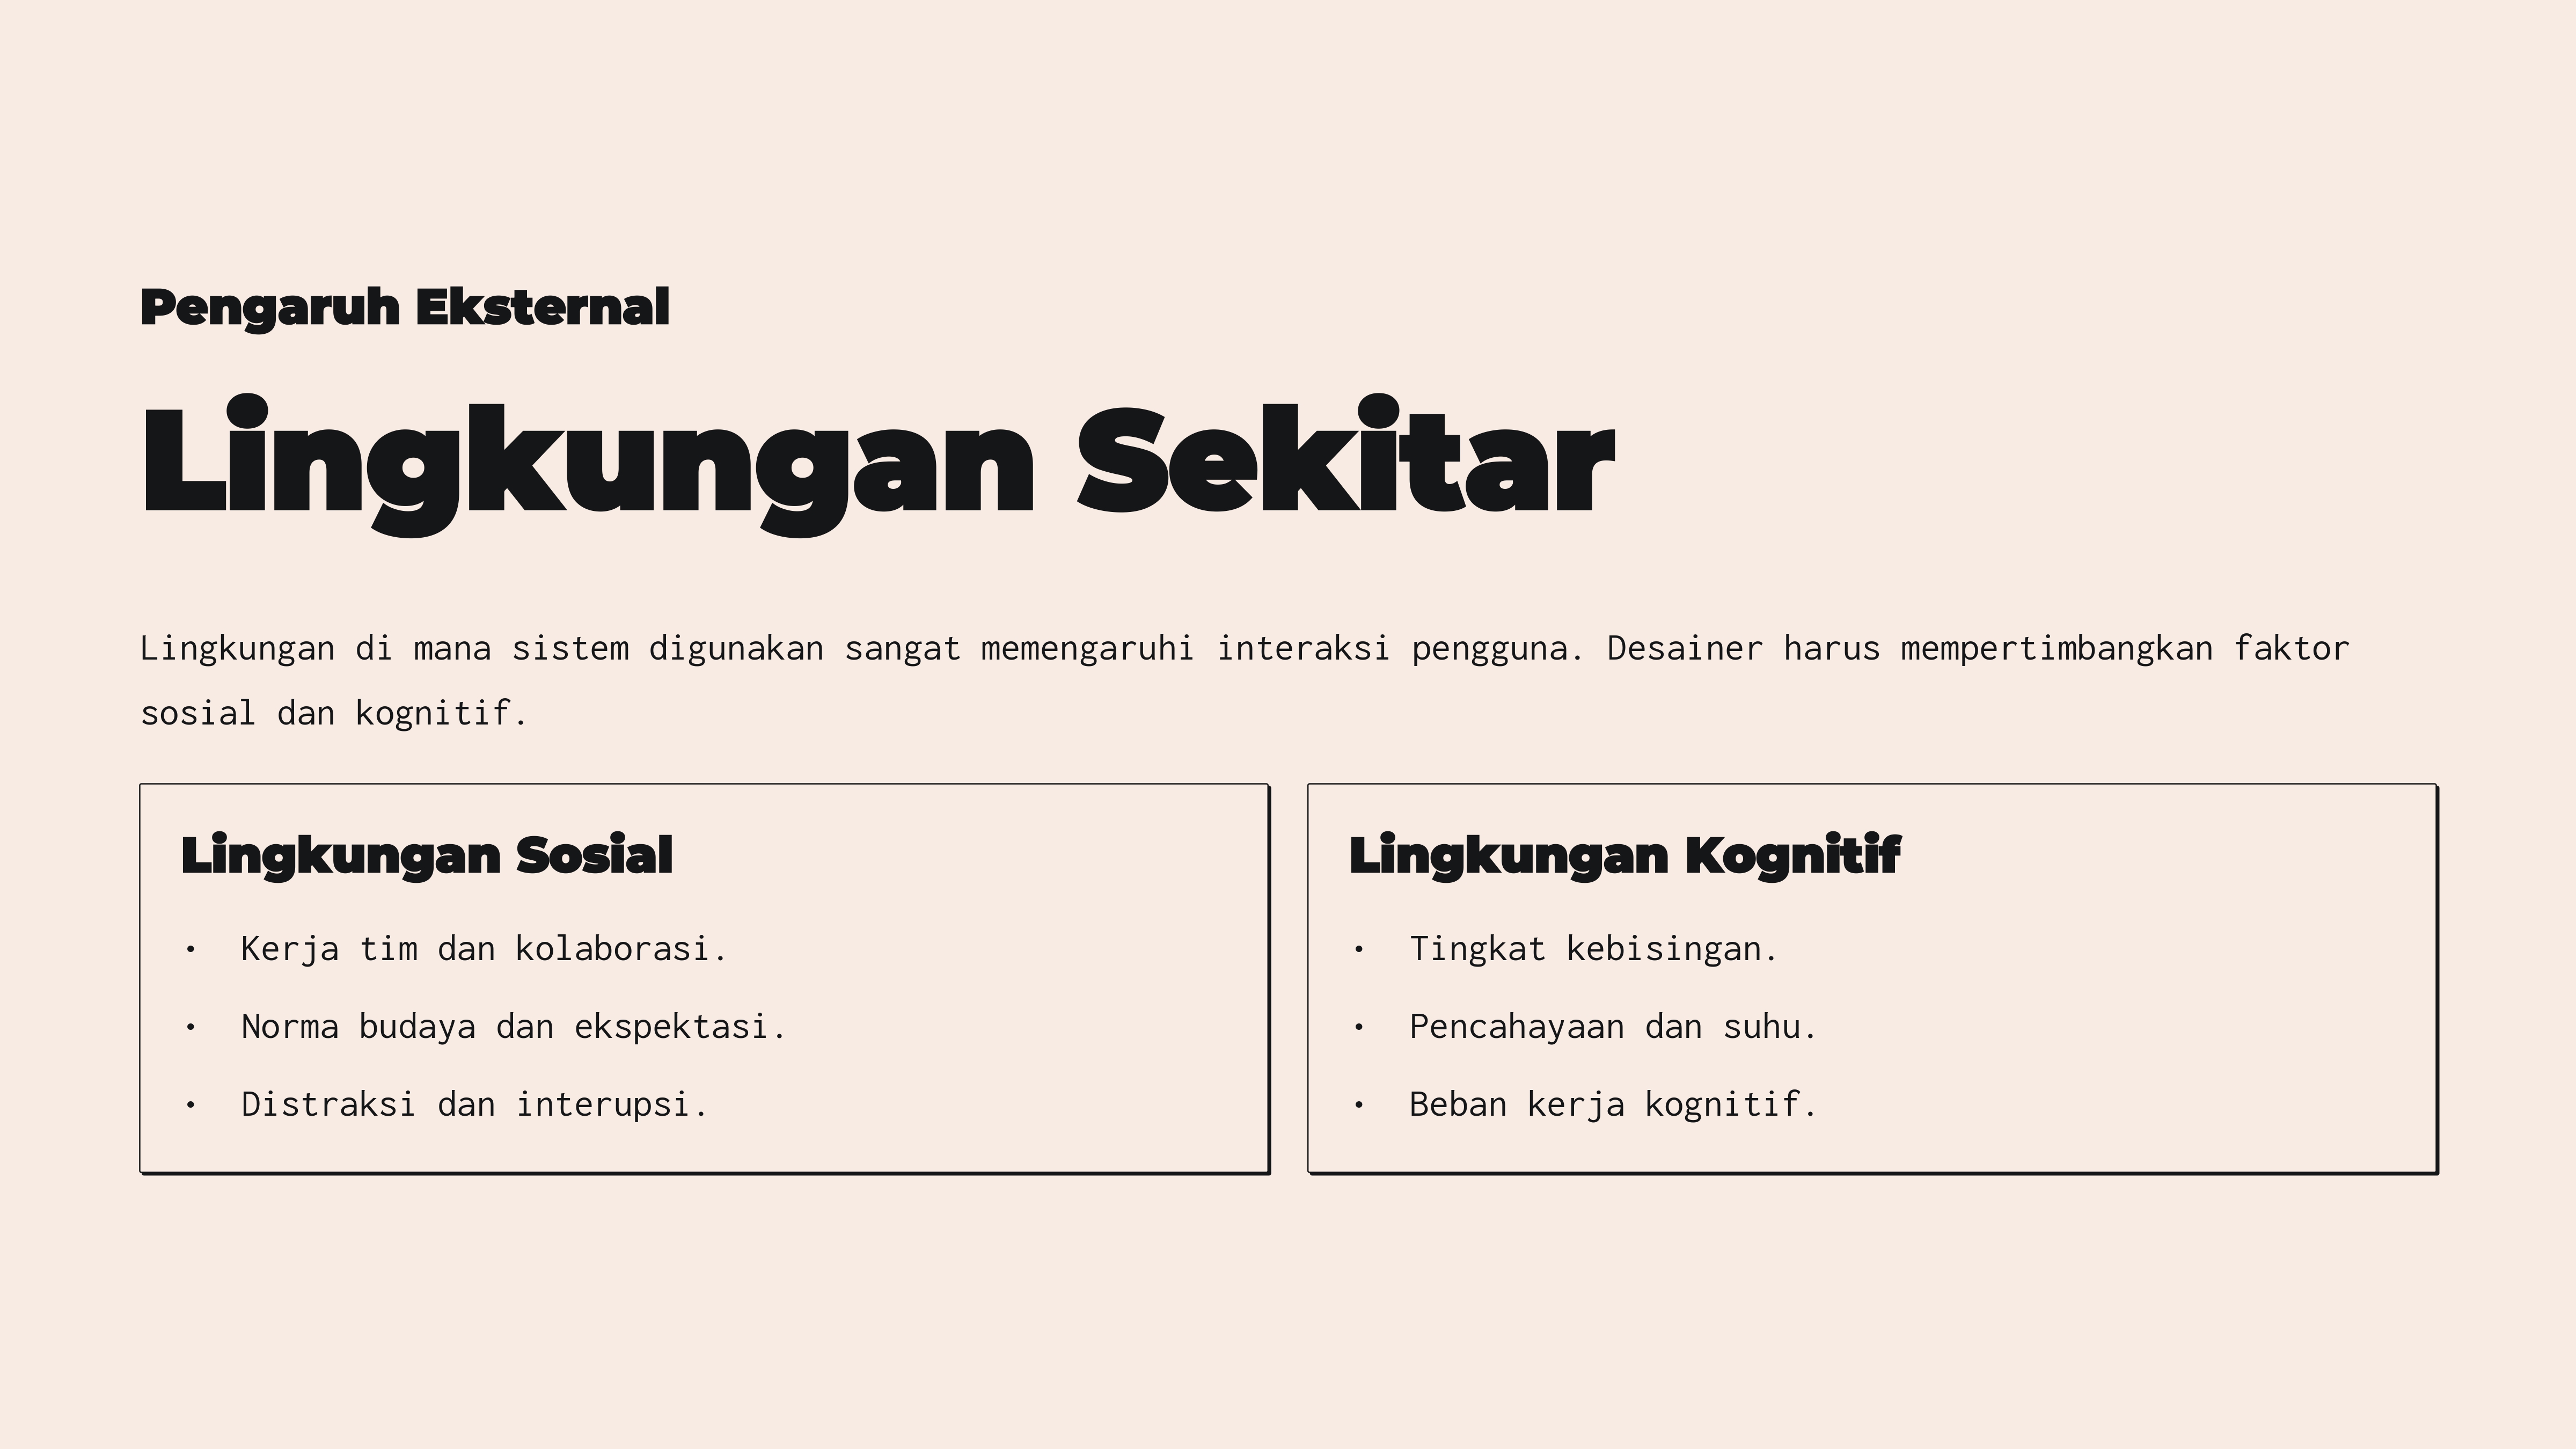 Pengaruh Eksternal
Lingkungan Sekitar
Lingkungan di mana sistem digunakan sangat memengaruhi interaksi pengguna. Desainer harus mempertimbangkan faktor
sosial dan kognitif.
Lingkungan Sosial
• Kerja tim dan kolaborasi.
• Norma budaya dan ekspektasi.
• Distraksi dan interupsi.
Lingkungan Kognitif
• Tingkat kebisingan.
• Pencahayaan dan suhu.
• Beban kerja kognitif.